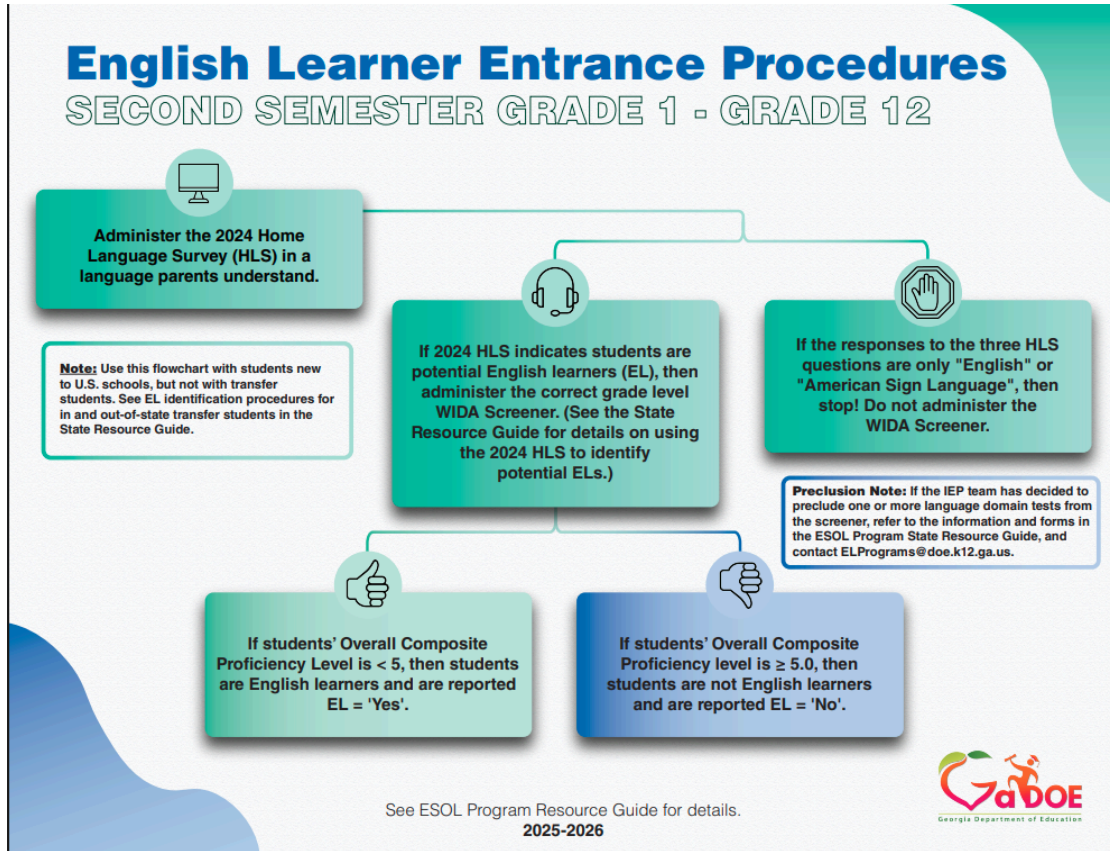 English Learner Entrance Procedures
SECOND SEMESTER GRADE 1 - GRADE 12
Administer the 2024 Home
Language Survey (HLS) in a
language parents understand.
Note: Use this flowchart with students new
to U.S. schools, but not with transfer
students. See EL identification procedures for
in and out-of-state transfer students in the
State Resource Guide.
If 2024 HLS indicates students are
potential English learners (EL), then
administer the correct grade level
WIDA Screener. (See the State
Resource Guide for details on using
the 2024 HLS to identify
potential ELs.)
If the responses to the three HLS
questions are only "English" or
"American Sign Language", then
stop! Do not administer the
WIDA Screener.
Preclusion Note: If the IEP team has decided to
preclude one or more language domain tests from
the screener, refer to the information and forms in
the ESOL Program State Resource Guide, and
contact ELPrograms@doe.k12.ga.us.
If students' Overall Composite
Proficiency Level is < 5, then students
are English learners and are reported
EL = 'Yes'.
If students' Overall Composite
Proficiency level is ≥ 5.0, then
students are not English learners
and are reported EL = 'No'.
See ESOL Program Resource Guide for details.
2025-2026
GaDOE
Georgia Department of Education